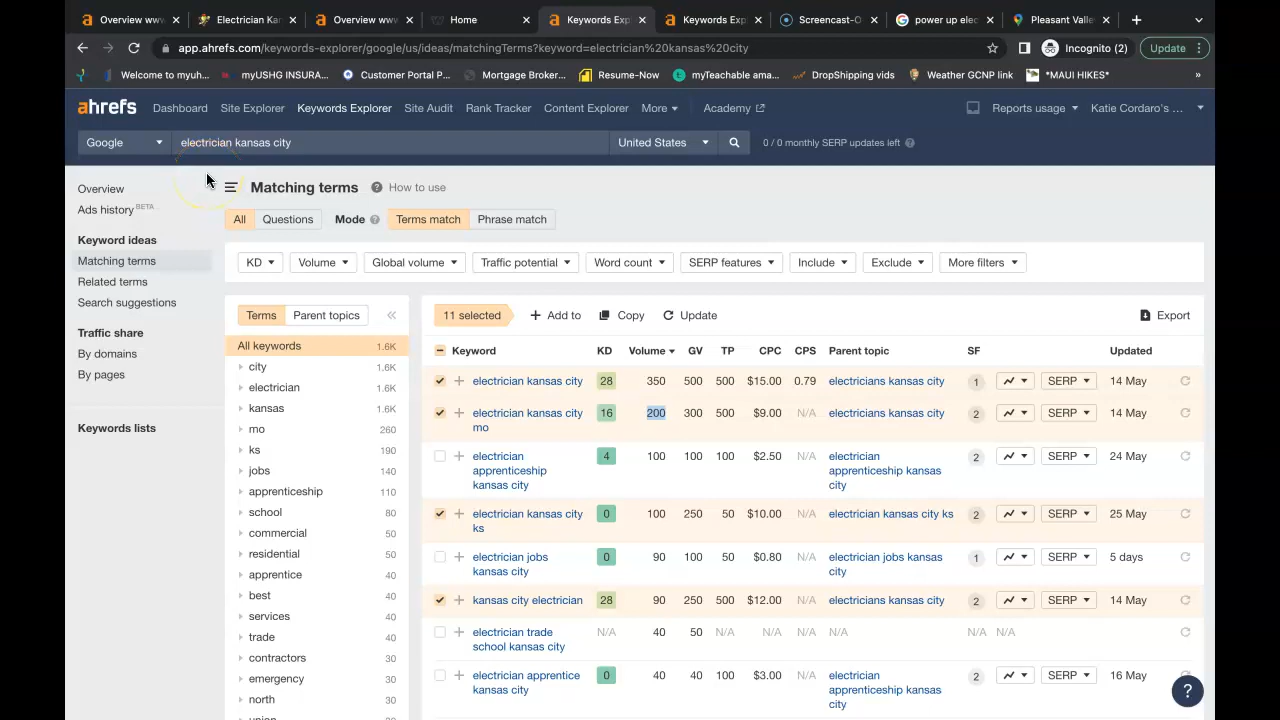 Overview www
Electrician Kan
Overview www
Home
Keywords Exp
Keywords Exp
Screencast-O
power up elec
Pleasant Valle
app.ahrefs.com/keywords-explorer/google/us/ideas/matchingTerms?keyword=electrician%20kansas%20city
Incognito (2)
Update
Welcome to myuh...
myUSHG INSURA...
Customer Portal P...
Mortgage Broker...
Resume-Now
myTeachable ama...
DropShipping vids
Weather GCNP link
*MAUI HIKES*
»
ahrefs
Dashboard
Site Explorer
Keywords Explorer
Site Audit
Rank Tracker
Content Explorer
More
Academy
Reports usage
Katie Cordaro's ...
Google
electrician kansas city
United States
0 / 0 monthly SERP updates left
Overview
Ads history BETA
Keyword ideas
Matching terms
Related terms
Search suggestions
Traffic share
By domains
By pages
Keywords lists
Matching terms
How to use
All
Questions
Mode
Terms match
Phrase match
KD
Volume
Global volume
Traffic potential
Word count
SERP features
Include
Exclude
More filters
Terms
Parent topics
All keywords 1.6K
city 1.6K
electrician 1.6K
kansas 1.6K
mo 260
ks 190
jobs 140
apprenticeship 110
school 80
commercial 50
residential 50
apprentice 40
best 40
services 40
trade 40
contractors 30
emergency 30
north 30
union
11 selected
Add to
Copy
Update
Export
Keyword KD Volume GV TP CPC CPS Parent topic SF Updated
electrician kansas city 28 350 500 500 $15.00 0.79 electricians kansas city 1 SERP 14 May
electrician kansas city 16 200 300 500 $9.00 N/A electricians kansas city 2 SERP 14 May
mo
electrician 4 100 100 100 $2.50 N/A electrician 2 SERP 24 May
apprenticeship apprenticeship kansas
kansas city city
electrician kansas city 0 100 250 50 $10.00 N/A electrician kansas city ks 2 SERP 25 May
ks
electrician jobs 0 90 100 50 $0.80 N/A electrician jobs kansas 1 SERP 5 days
kansas city city
kansas city electrician 28 90 250 500 $12.00 N/A electricians kansas city 2 SERP 14 May
electrician trade N/A 40 50 N/A N/A N/A N/A N/A N/A
school kansas city
electrician apprentice 0 40 40 100 $3.00 N/A electrician 2 SERP 16 May
kansas city apprenticeship kansas
city
?